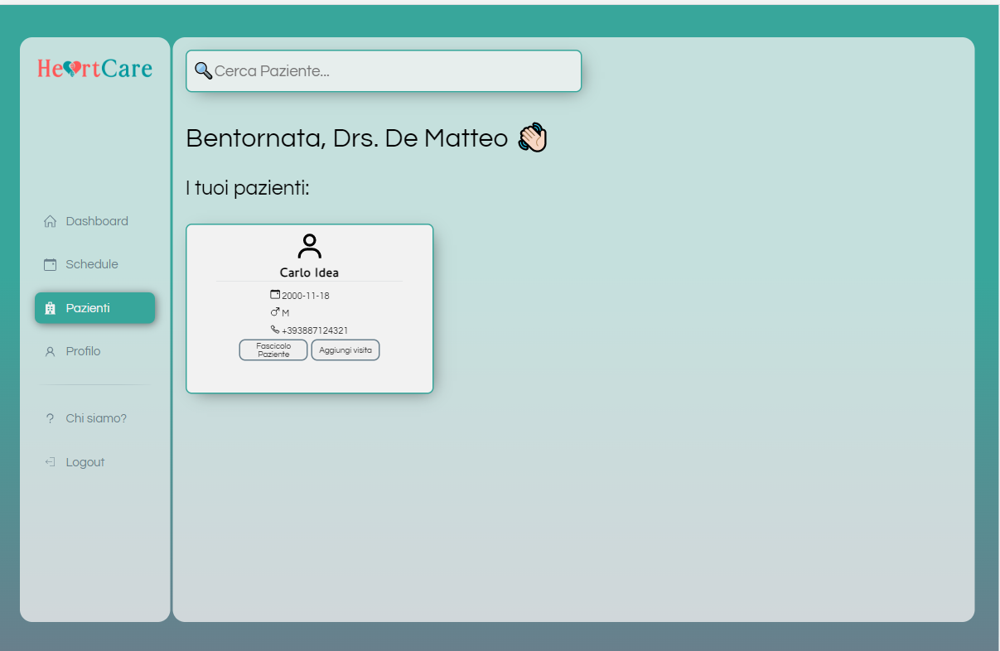 HeartCare
Cerca Paziente...
Bentornata, Drs. De Matteo
I tuoi pazienti:
Dashboard
Schedule
Pazienti
Profilo
? Chi siamo?
Logout
Carlo Idea
2000-11-18
M
+393887124321
Fascicolo
Paziente
Aggiungi visita